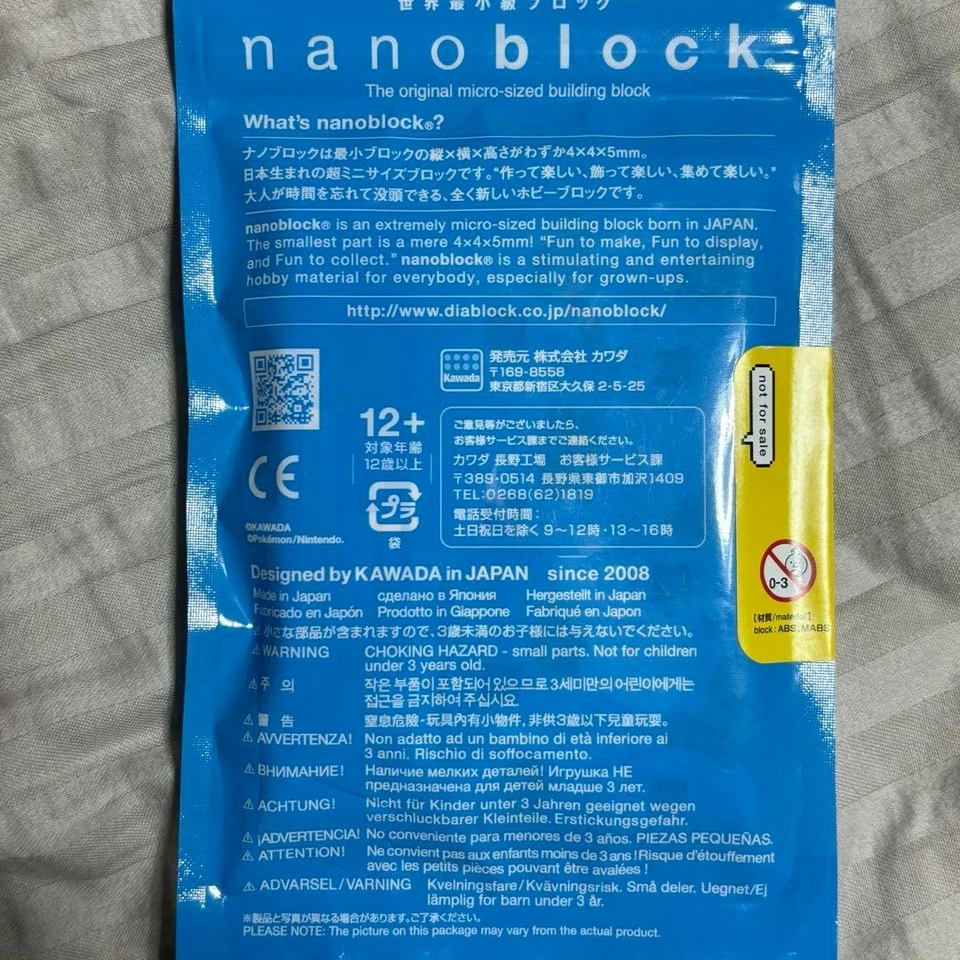 世界最小級ブロック
nanoblock®
The original micro-sized building block
What's nanoblock®?
ナノブロックは最小ブロックの縦×横×高さがわずか4×4×5mm。
日本生まれの超ミニサイズブロックです。“作って楽しい、飾って楽しい、集めて楽しい。”
大人が時間を忘れて没頭できる、全く新しいホビーブロックです。
nanoblock® is an extremely micro-sized building block born in JAPAN.
The smallest part is a mere 4×4×5mm! “Fun to make, Fun to display,
and Fun to collect.” nanoblock® is a stimulating and entertaining
hobby material for everybody, especially for grown-ups.
http://www.diablock.co.jp/nanoblock/
Kawada
発売元 株式会社 カワダ
〒169-8558
東京都新宿区大久保 2-5-25
12+
対象年齢
12歳以上
プラ
袋
CE
©KAWADA
©Pokémon/Nintendo.
ご意見等がございましたら、
お客様サービス課までご連絡ください。
カワダ 長野工場 お客様サービス課
〒389-0514 長野県東御市加沢1409
TEL:0268(62)1819
電話受付時間：
土日祝日を除く 9〜12時・13〜16時
not for sale
0-3
[材質/material]
block : ABS, MABS
Designed by KAWADA in JAPAN since 2008
Made in Japan сделано в Япония Hergestellt in Japan
Fabricado en Japón Prodotto in Giappone Fabriqué en Japon
⚠小さな部品が含まれますので、3歳未満のお子様には与えないでください。
⚠WARNING CHOKING HAZARD - small parts. Not for children
under 3 years old.
⚠주 의 작은 부품이 포함되어 있으므로 3세미만의 어린이에게는
접근을 금지하여 주십시요.
⚠警 告 窒息危險-玩具內有小物件, 非供3歲以下兒童玩耍。
⚠AVVERTENZA! Non adatto ad un bambino di età inferiore ai
3 anni. Rischio di soffocamento.
⚠ВНИМАНИЕ! Наличие мелких деталей! Игрушка НЕ
предназначена для детей младше 3 лет.
⚠ACHTUNG! Nicht für Kinder unter 3 Jahren geeignet wegen
verschluckbarer Kleinteile. Erstickungsgefahr.
⚠¡ADVERTENCIA! No conveniente para menores de 3 años. PIEZAS PEQUEÑAS.
⚠ATTENTION! Ne convient pas aux enfants moins de 3 ans ! Risque d'étouffement
avec les petits pièces pouvant être avalées !
⚠ADVARSEL/VARNING Kvelningsfare/Kvävningsrisk. Små deler. Uegnet/Ej
lämplig for barn under 3 år.
※製品と写真が異なる場合があります。ご了承ください。
PLEASE NOTE: The picture on this package may vary from the actual product.